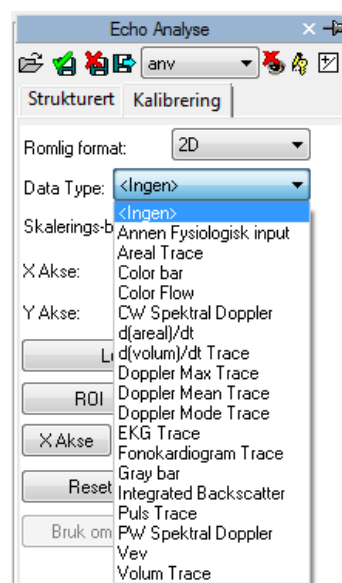 Echo Analyse
anv
Strukturert Kalibrering
Romlig format: 2D
Data Type: <Ingen>
<Ingen>
Skalerings-b
Annen Fysiologisk input
Areal Trace
X Akse:
Color bar
Color Flow
Y Akse:
CW Spektral Doppler
d(areal)/dt
d(volum)/dt Trace
Doppler Max Trace
ROI
Doppler Mean Trace
Doppler Mode Trace
X Akse
EKG Trace
Fonokardiogram Trace
Gray bar
Reset
Integrated Backscatter
Puls Trace
Bruk om
PW Spektral Doppler
Vev
Volum Trace